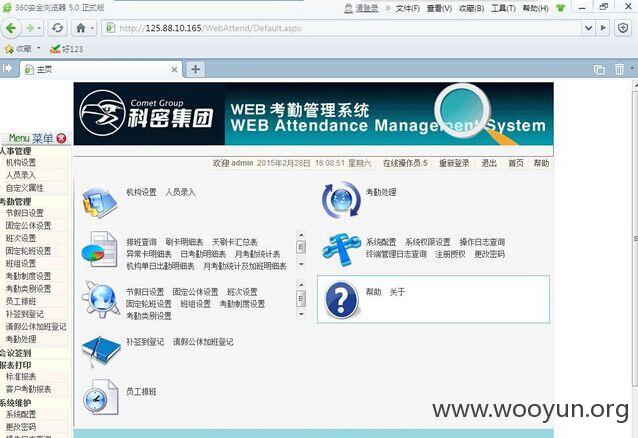 360安全浏览器 5.0 正式版
请登录 文件(F) 查看(V) 收藏(B) 工具(T) 帮助(H)
http://125.88.10.165/WebAttend/Default.aspx
收藏 好123
主页
Comet Group
科密集团
WEB 考勤管理系统
WEB Attendance Management System
Menu 菜单
欢迎 admin 2015年2月28日 16:08:51 星期六 在线操作员:5 重新登录 退出 首页 帮助
人事管理
机构设置
人员录入
自定义属性
考勤管理
节假日设置
固定公休设置
班次设置
固定轮班设置
班组设置
考勤制度设置
考勤类别设置
员工排班
补签到登记
请假公休加班登记
考勤处理
会议签到
报表打印
标准报表
客户考勤报表
系统维护
系统配置
更改密码
操作日志查询
机构设置 人员录入
考勤处理
排班查询 刷卡明细表 天刷卡汇总表
异常卡明细表 日考勤明细表 月考勤统计表
机构单日出勤明细表 月考勤统计及加班明细表
系统配置 系统权限设置 操作日志查询
终端管理日志查询 注册授权 更改密码
节假日设置 固定公休设置 班次设置
固定轮班设置 班组设置 考勤制度设置
考勤类别设置
帮助 关于
补签到登记 请假公休加班登记
员工排班
www.wooyun.org